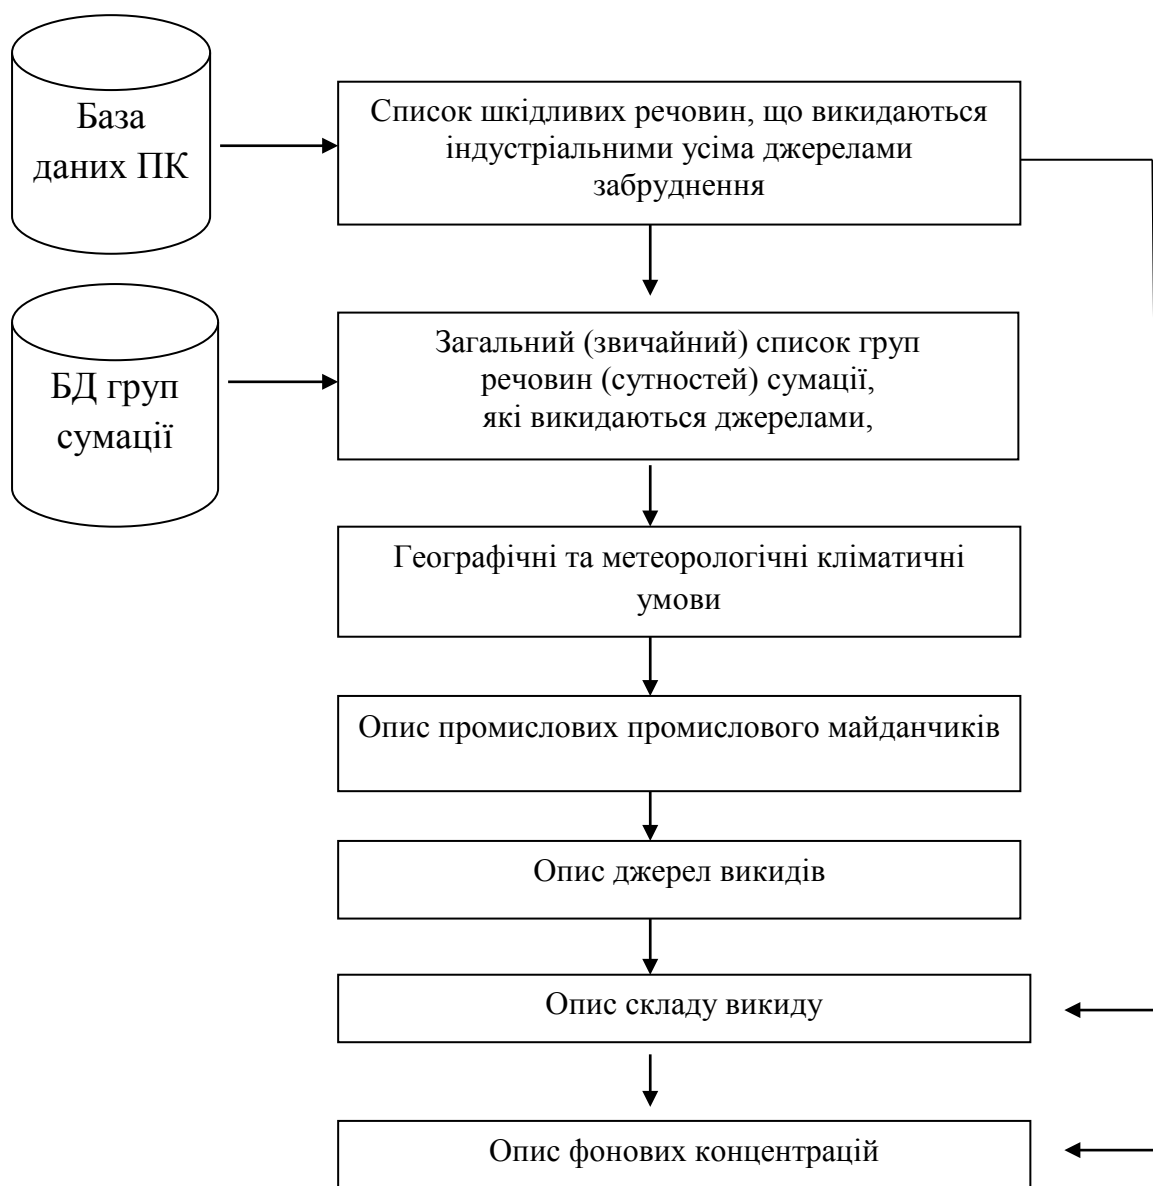 База
даних ПК
Список шкідливих речовин, що викидаються
індустріальними усіма джерелами
забруднення
БД груп
сумації
Загальний (звичайний) список груп
речовин (сутностей) сумації,
які викидаються джерелами,
Географічні та метеорологічні кліматичні
умови
Опис промислових промислового майданчиків
Опис джерел викидів
Опис складу викиду
Опис фонових концентрацій